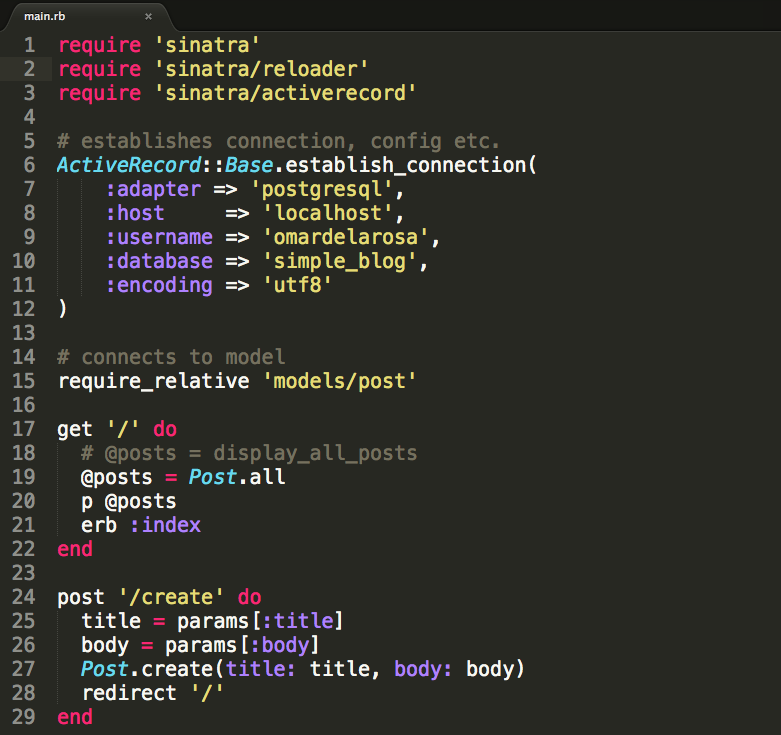 main.rb ×
1 require 'sinatra'
2 require 'sinatra/reloader'
3 require 'sinatra/activerecord'
4
5 # establishes connection, config etc.
6 ActiveRecord::Base.establish_connection(
7     :adapter => 'postgresql',
8     :host     => 'localhost',
9     :username => 'omardelarosa',
10     :database => 'simple_blog',
11     :encoding => 'utf8'
12 )
13
14 # connects to model
15 require_relative 'models/post'
16
17 get '/' do
18   # @posts = display_all_posts
19   @posts = Post.all
20   p @posts
21   erb :index
22 end
23
24 post '/create' do
25   title = params[:title]
26   body = params[:body]
27   Post.create(title: title, body: body)
28   redirect '/'
29 end